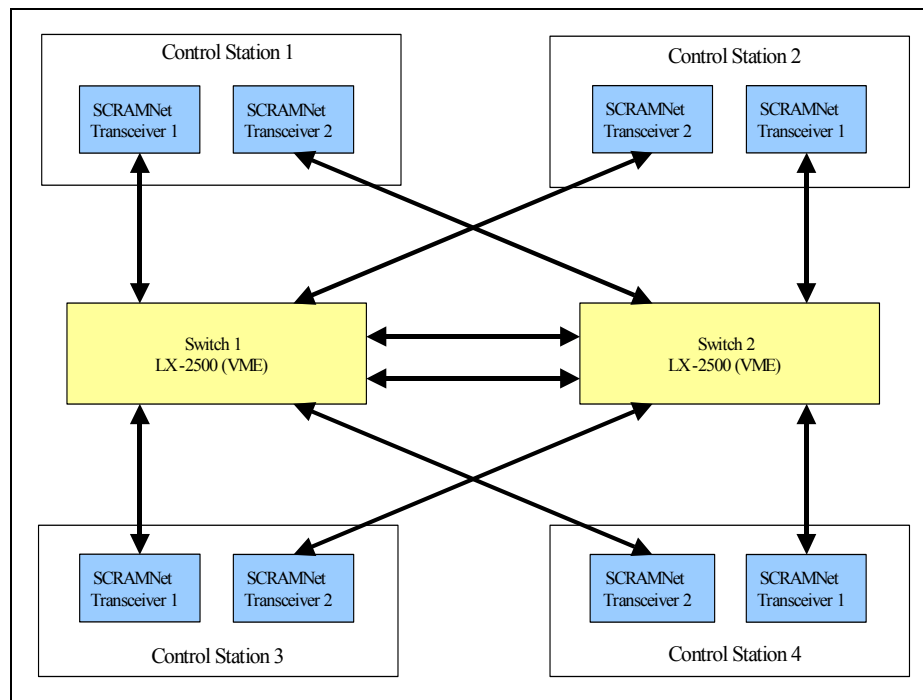 Control Station 1
SCRAMNet
Transceiver 1
SCRAMNet
Transceiver 2
Control Station 2
SCRAMNet
Transceiver 2
SCRAMNet
Transceiver 1
Switch 1
LX-2500 (VME)
Switch 2
LX-2500 (VME)
SCRAMNet
Transceiver 1
SCRAMNet
Transceiver 2
Control Station 3
SCRAMNet
Transceiver 2
SCRAMNet
Transceiver 1
Control Station 4